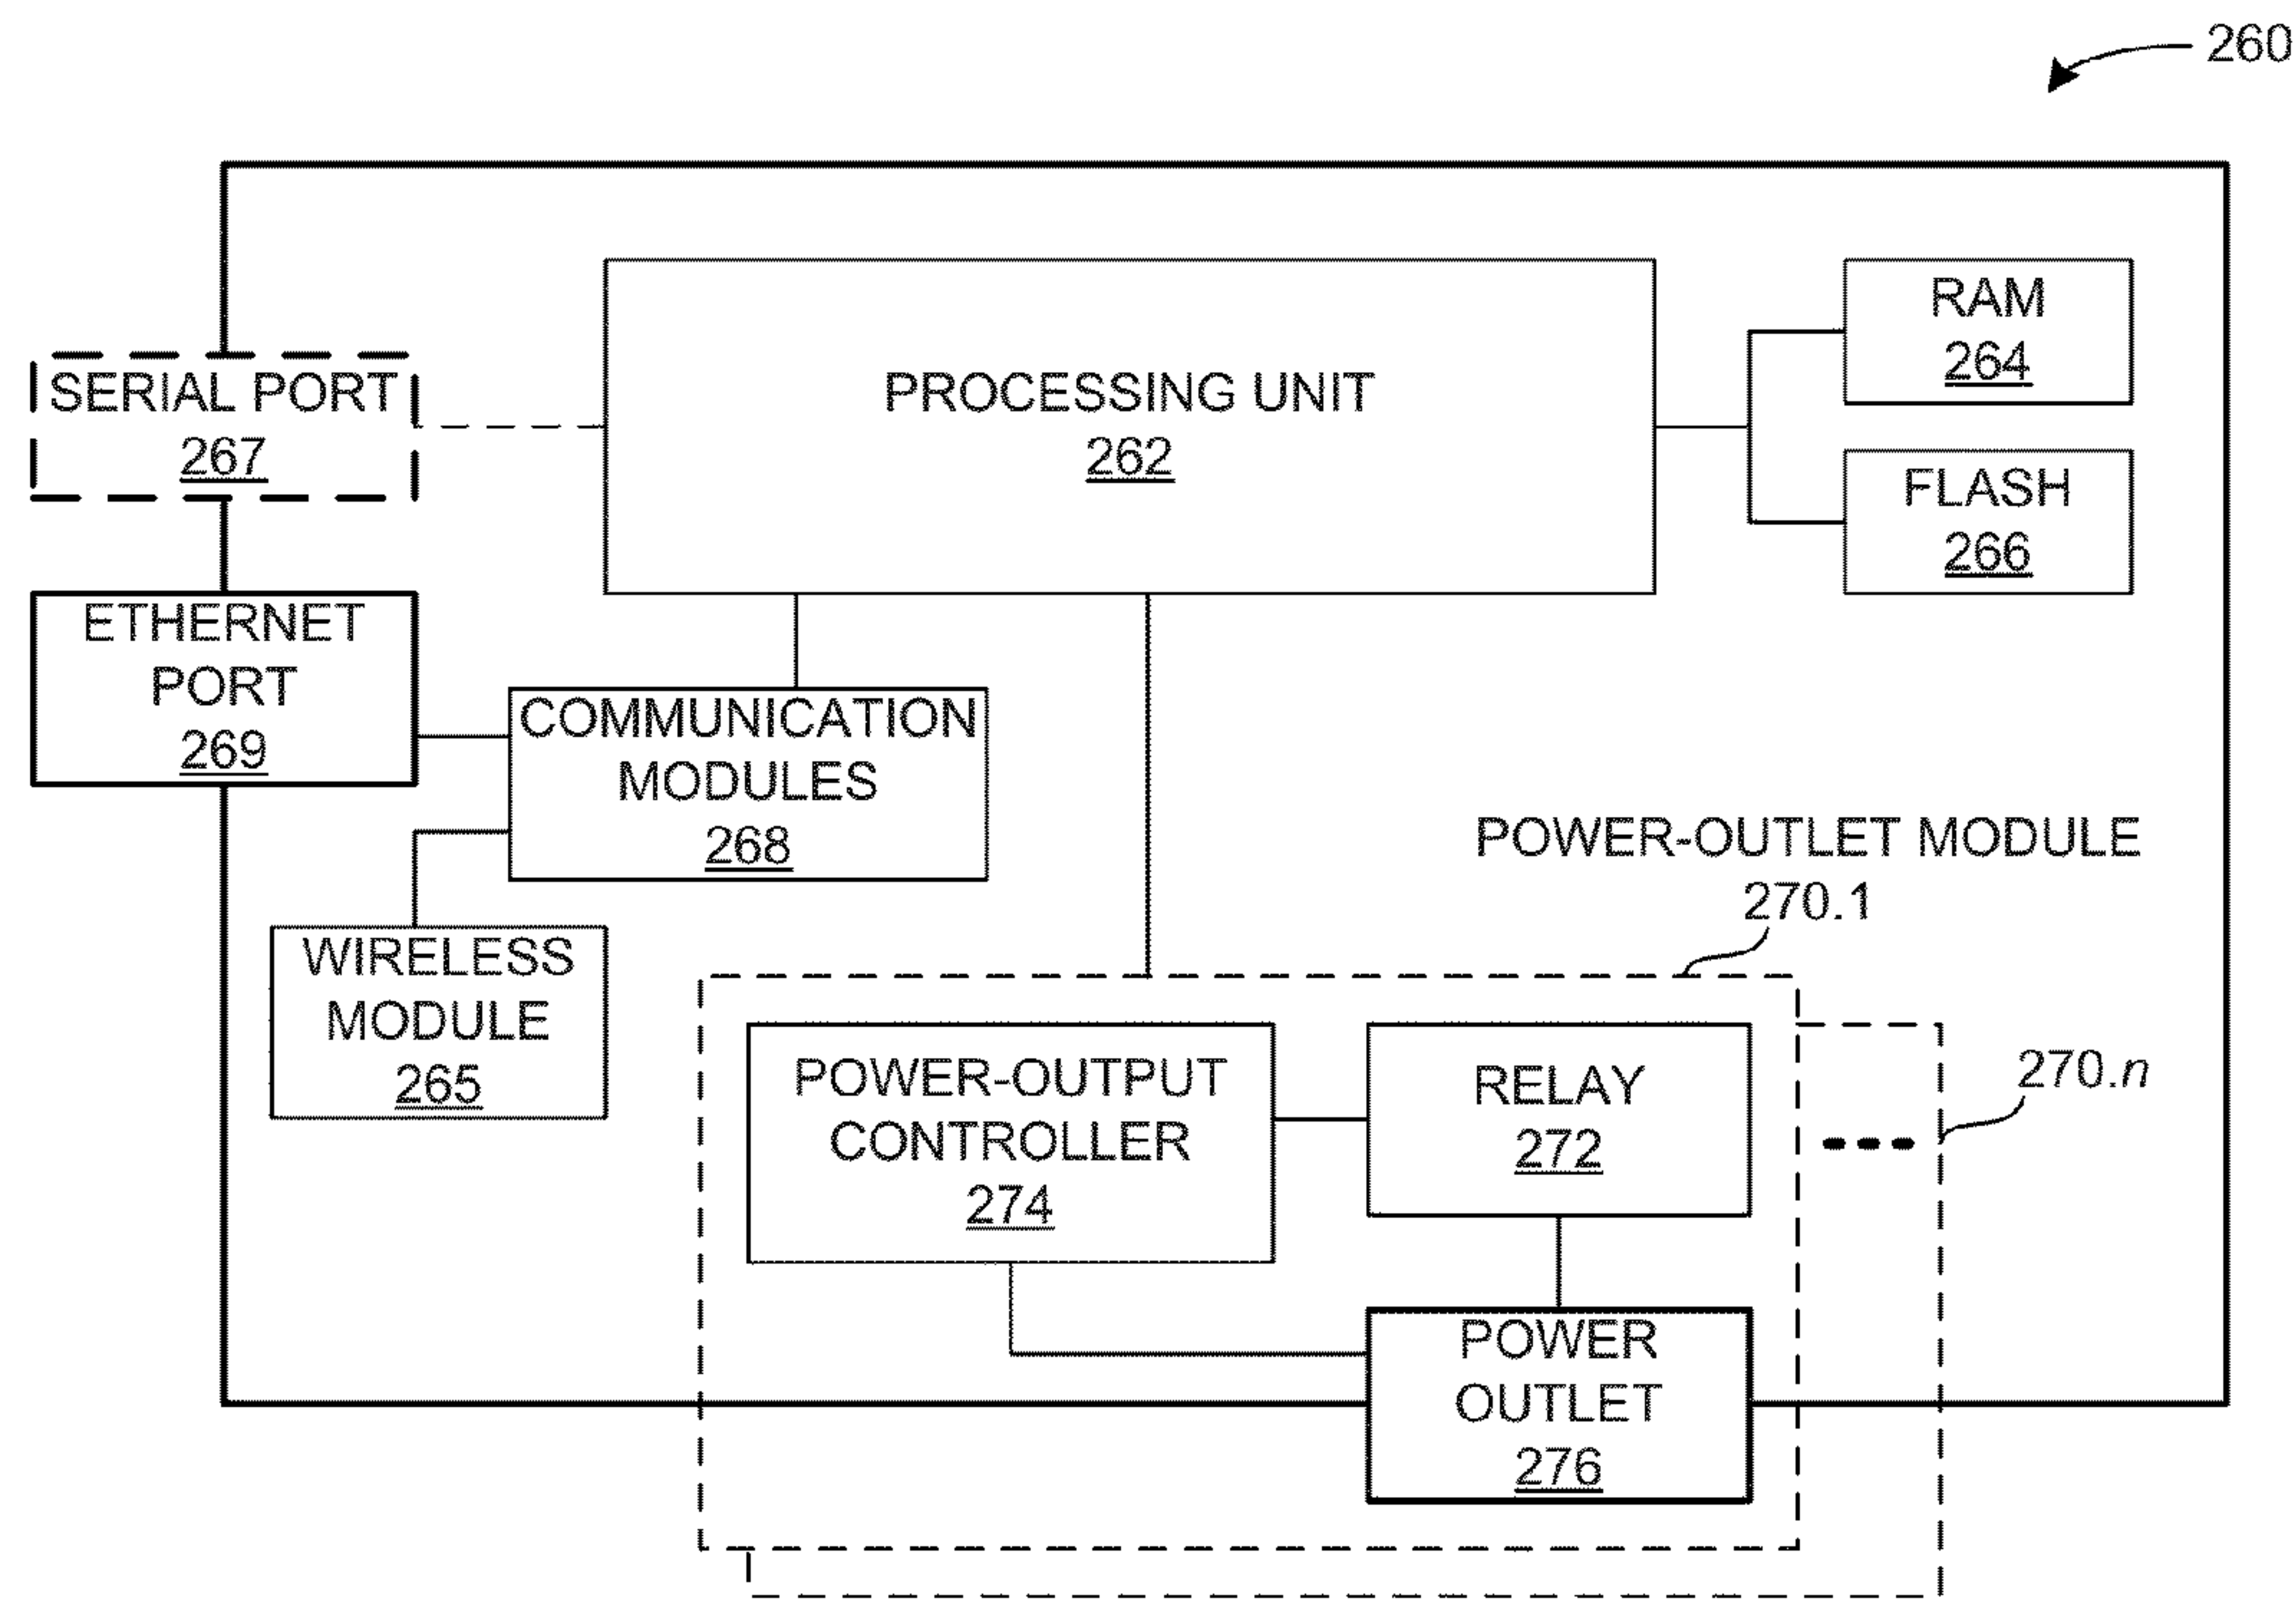 260
SERIAL PORT
267
PROCESSING UNIT
262
RAM
264
FLASH
266
ETHERNET
PORT
269
COMMUNICATION
MODULES
268
WIRELESS
MODULE
265
POWER-OUTLET MODULE
270.1
270.n
POWER-OUTPUT
CONTROLLER
274
RELAY
272
POWER
OUTLET
276